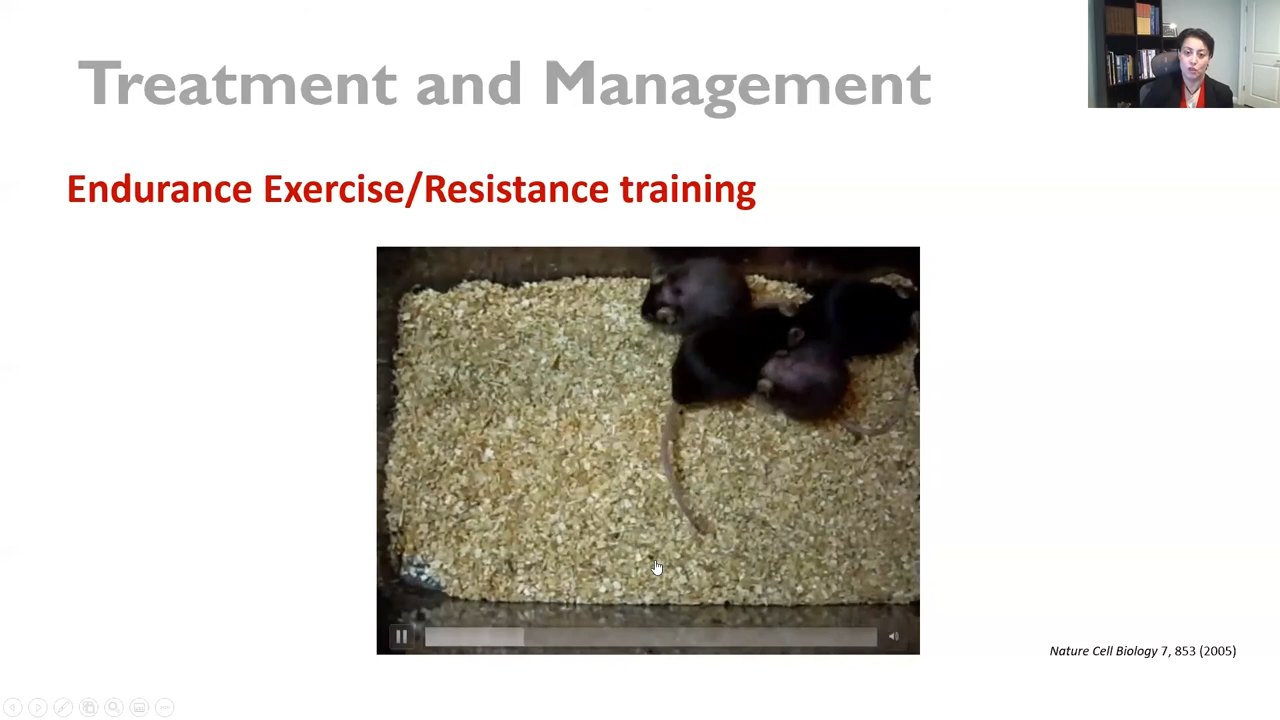 Treatment and Management
Endurance Exercise/Resistance training
Nature Cell Biology 7, 853 (2005)